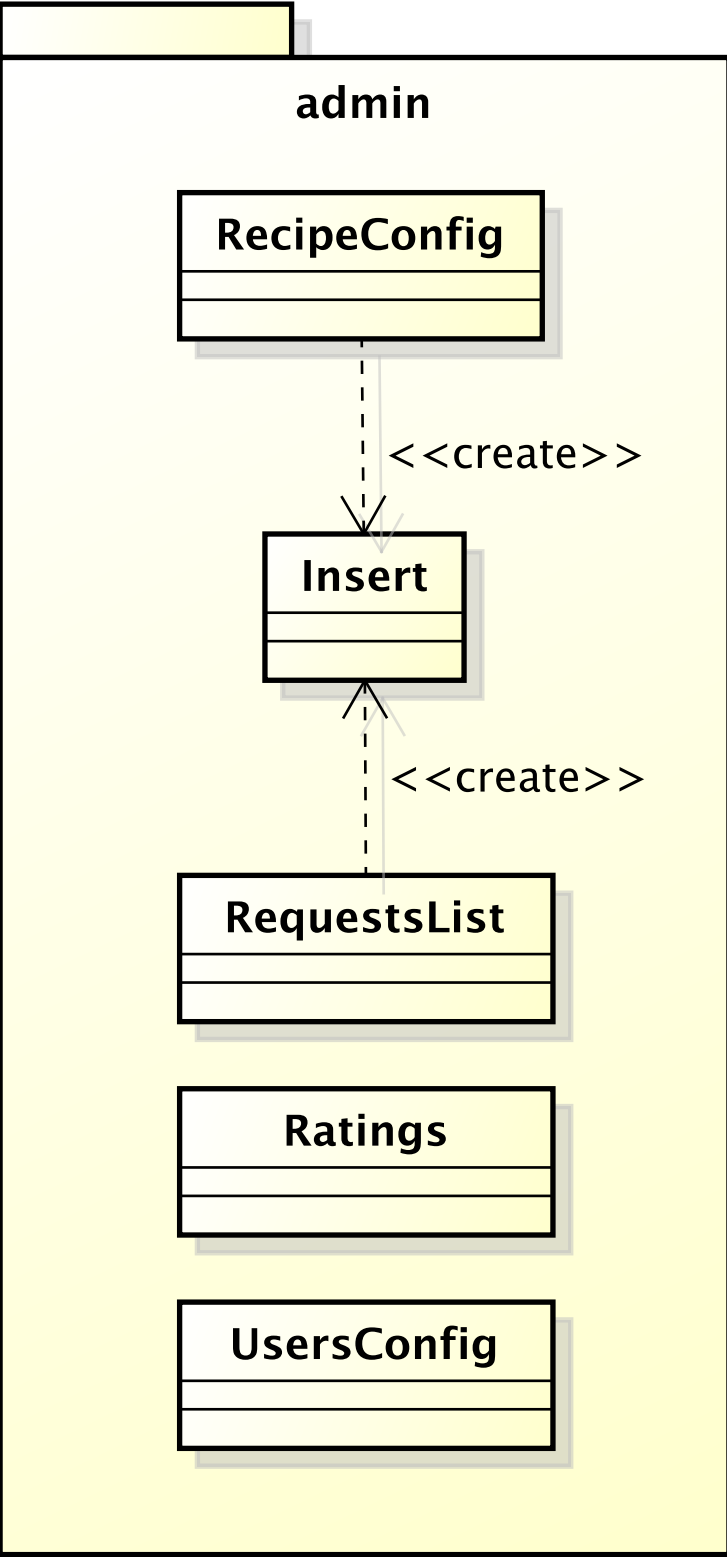 admin
RecipeConfig
<<create>>
Insert
<<create>>
RequestsList
Ratings
UsersConfig